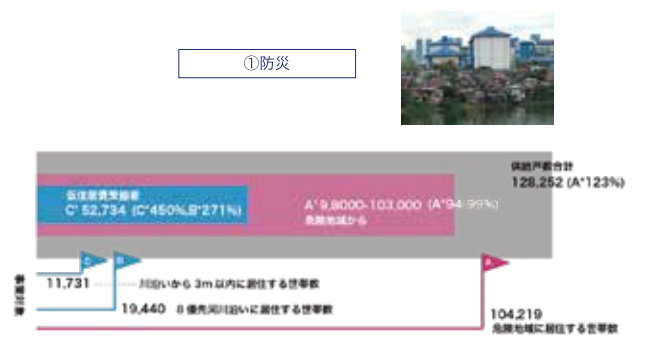 ①防災
供給戸数合計
128,252 (A*123%)
仮住居費受給者
C' 52,734 (C*450%,B*271%)
A' 9,8000-103,000 (A*94-99%)
危険地域から
C
B
A
11,731
川沿いから 3m 以内に居住する世帯数
19,440 8 優先河川沿いに居住する世帯数
104,219
危険地域に居住する世帯数